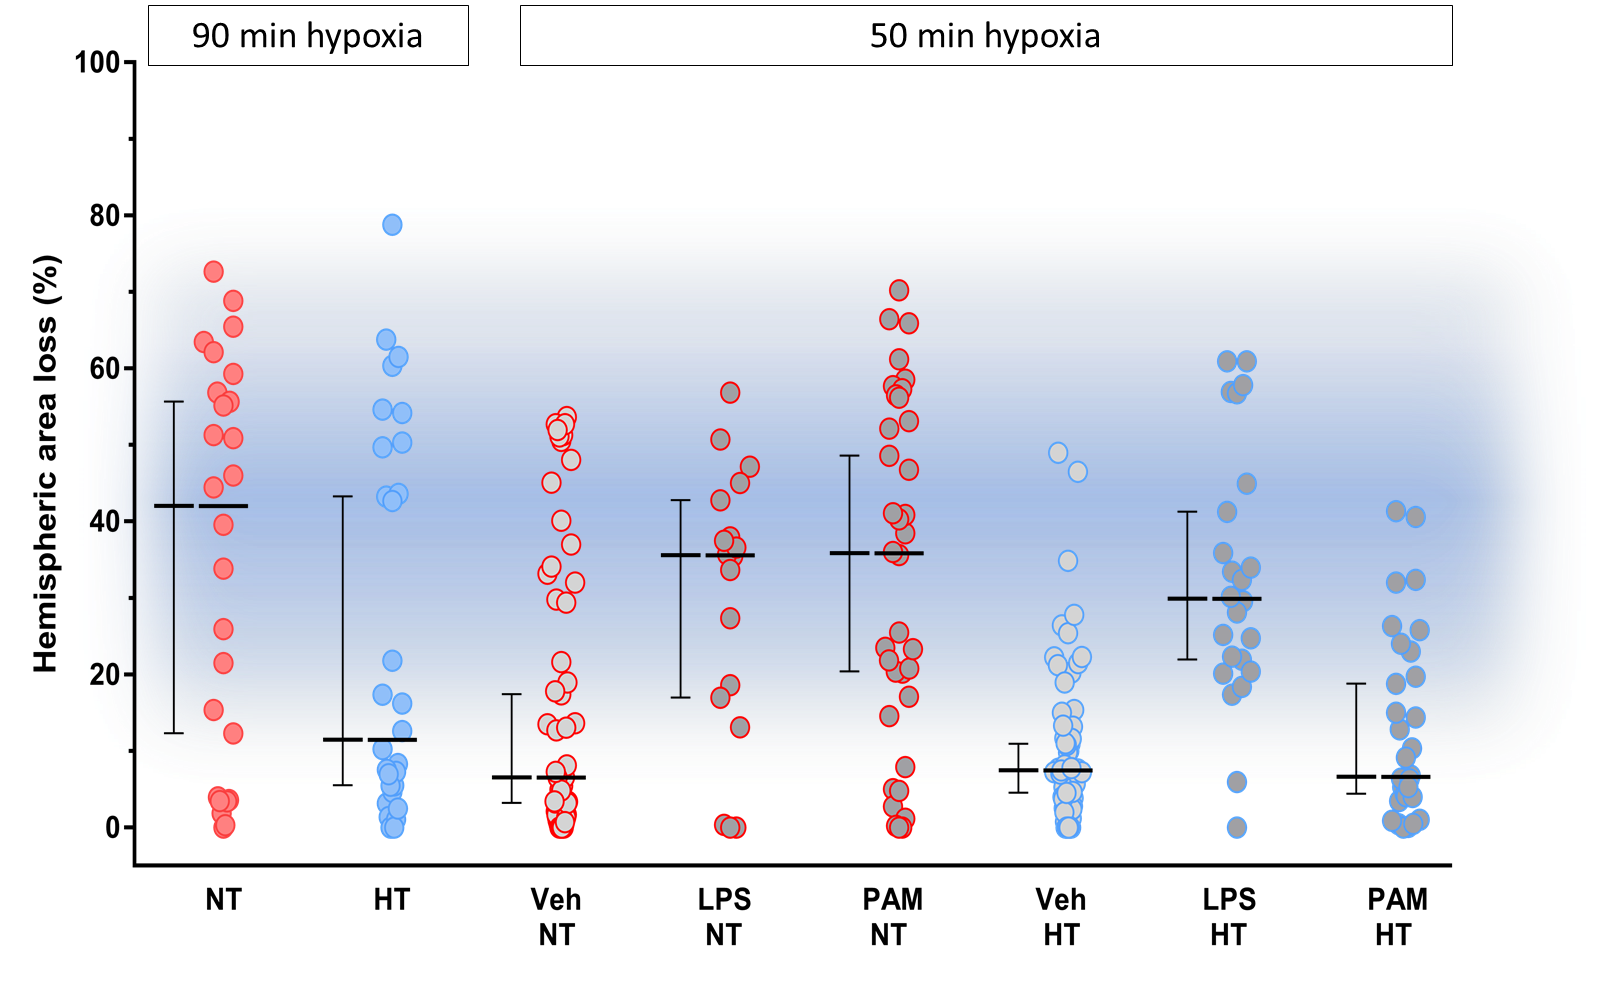 90 min hypoxia
50 min hypoxia
100
80
60
40
20
0
Hemispheric area loss (%)
NT
HT
Veh
NT
LPS
NT
PAM
NT
Veh
HT
LPS
HT
PAM
HT